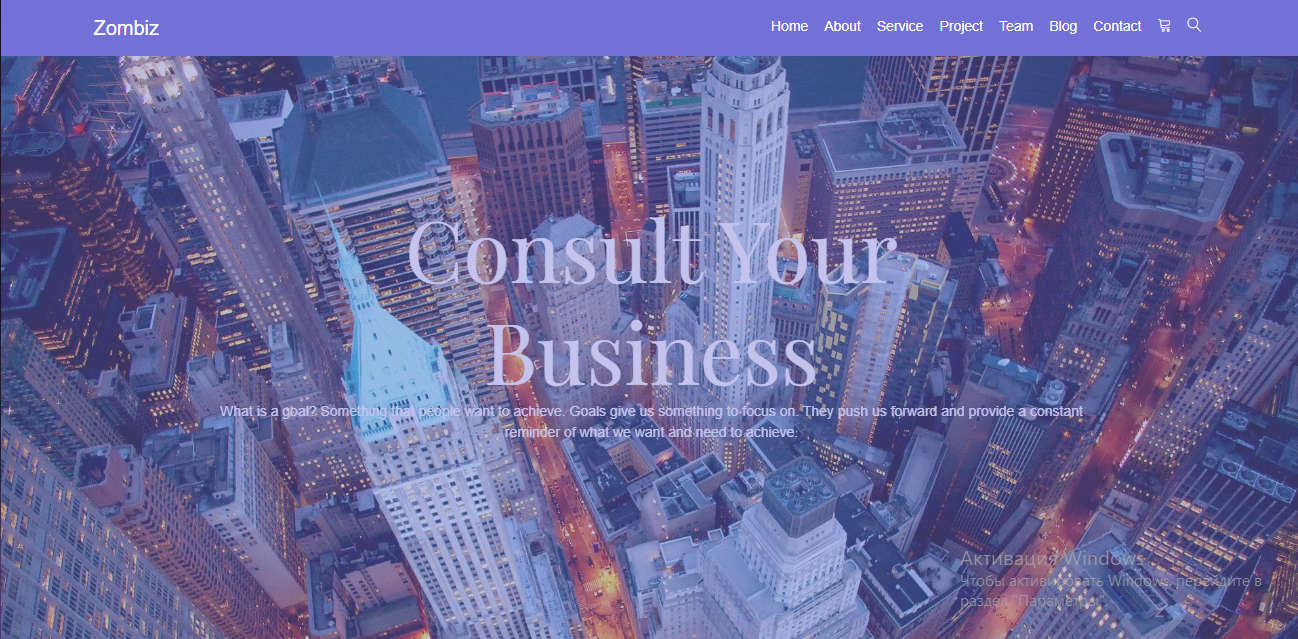 Zombiz
Home About Service Project Team Blog Contact
Consult Your
Business
What is a goal? Something that people want to achieve. Goals give us something to focus on. They push us forward and provide a constant
reminder of what we want and need to achieve.
Активация Windows
Чтобы активировать Windows, перейдите в
раздел "Параметры".